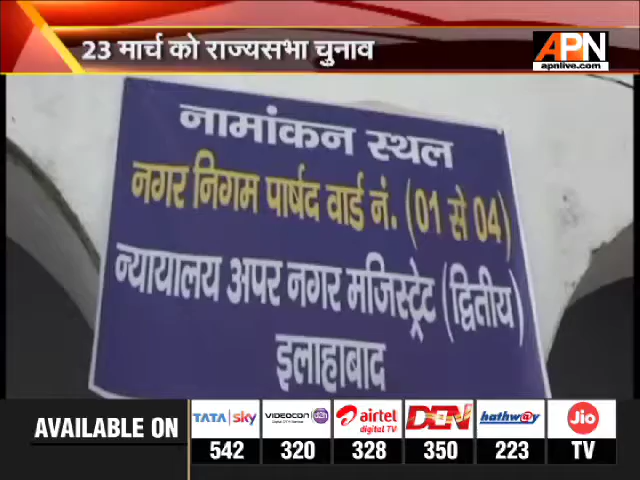 23 मार्च को राज्यसभा चुनाव
APN
apnlive.com
नामांकन स्थल
नगर निगम पार्षद वार्ड नं. (01 से 04)
न्यायालय अपर नगर मजिस्ट्रेट (द्वितीय)
इलाहाबाद
AVAILABLE ON
TATA sky VIDEOCON d2h airtel digital TV DEN hathway Jio
542 320 328 350 223 TV